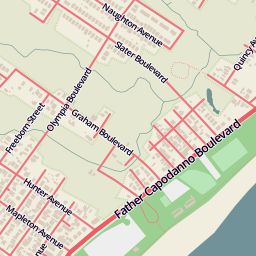 Naughton Avenue
Slater Boulevard
Quincy Av
Freeborn Street
Olympia Boulevard
Graham Boulevard
Father Capodanno Boulevard
Hunter Avenue
Mapleton Avenue